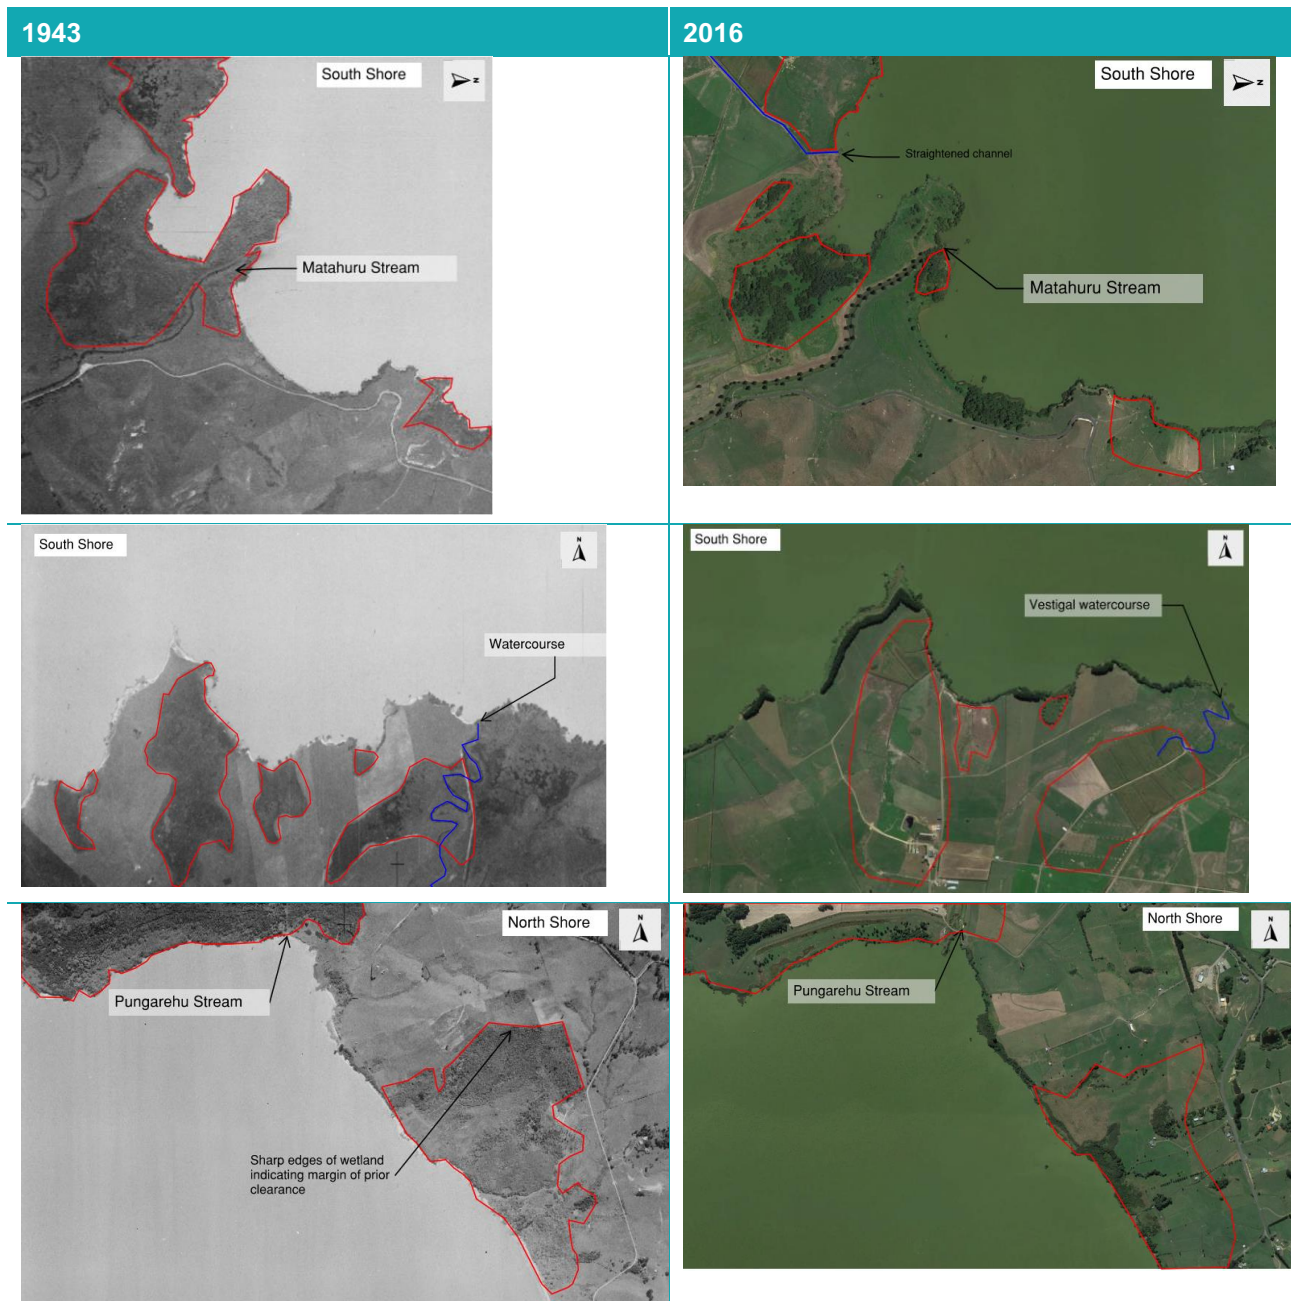 1943
2016
South Shore
N
Matahuru Stream
South Shore
N
Straightened channel
Matahuru Stream
South Shore
N
Watercourse
South Shore
N
Vestigal watercourse
North Shore
N
Pungarehu Stream
Sharp edges of wetland
indicating margin of prior
clearance
North Shore
N
Pungarehu Stream